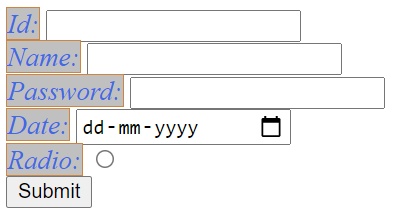 Id:
Name:
Password:
Date: dd-mm-yyyy
Radio:
Submit